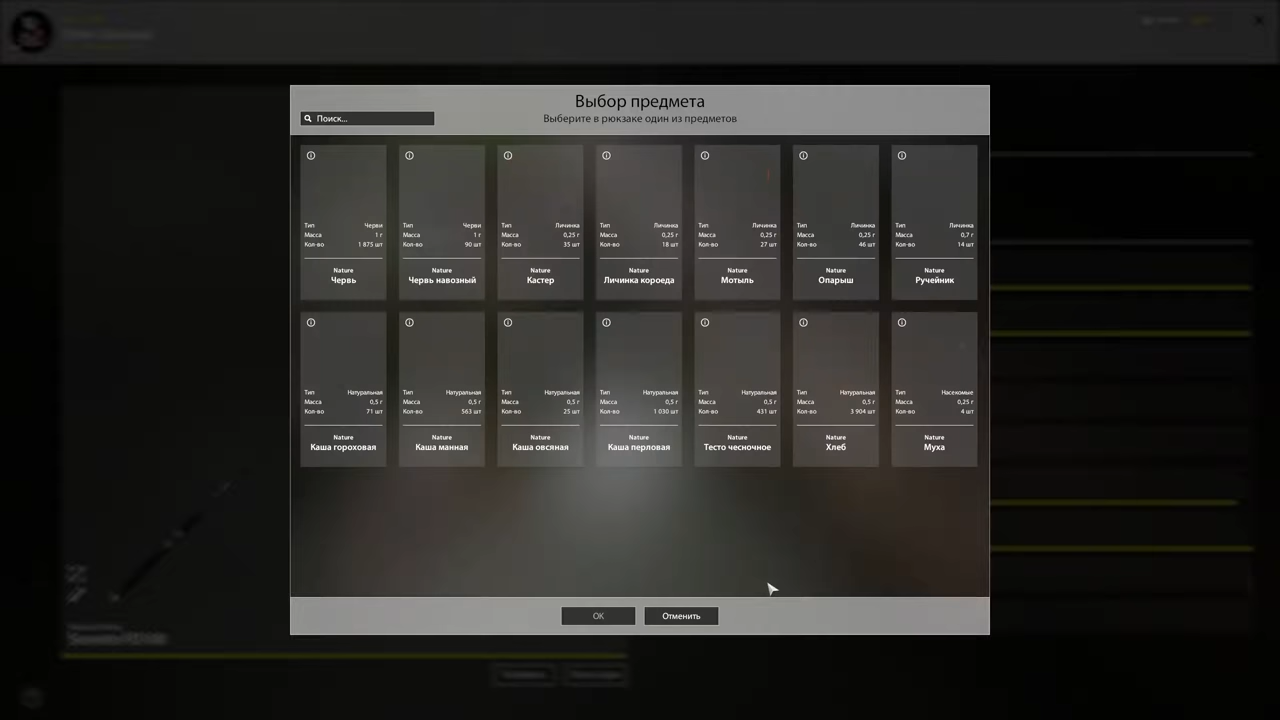 Выбор предмета
Поиск...
Выберите в рюкзаке один из предметов
Тип Черви
Масса 1 г
Кол-во 1 875 шт
Nature
Червь
Тип Черви
Масса 1 г
Кол-во 90 шт
Nature
Червь навозный
Тип Личинка
Масса 0,25 г
Кол-во 35 шт
Nature
Кастер
Тип Личинка
Масса 0,25 г
Кол-во 18 шт
Nature
Личинка короеда
Тип Личинка
Масса 0,25 г
Кол-во 27 шт
Nature
Мотыль
Тип Личинка
Масса 0,25 г
Кол-во 46 шт
Nature
Опарыш
Тип Личинка
Масса 0,7 г
Кол-во 14 шт
Nature
Ручейник
Тип Натуральная
Масса 0,5 г
Кол-во 71 шт
Nature
Каша гороховая
Тип Натуральная
Масса 0,5 г
Кол-во 563 шт
Nature
Каша манная
Тип Натуральная
Масса 0,5 г
Кол-во 25 шт
Nature
Каша овсяная
Тип Натуральная
Масса 0,5 г
Кол-во 1 030 шт
Nature
Каша перловая
Тип Натуральная
Масса 0,5 г
Кол-во 431 шт
Nature
Тесто чесночное
Тип Натуральная
Масса 0,5 г
Кол-во 3 904 шт
Nature
Хлеб
Тип Насекомые
Масса 0,25 г
Кол-во 4 шт
Nature
Муха
ОК
Отменить